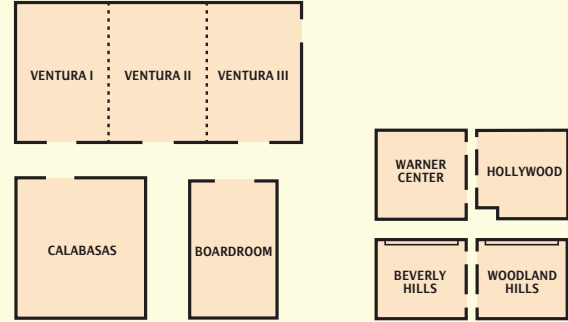 VENTURA I
VENTURA II
VENTURA III
WARNER
CENTER
HOLLYWOOD
CALABASAS
BOARDROOM
BEVERLY
HILLS
WOODLAND
HILLS